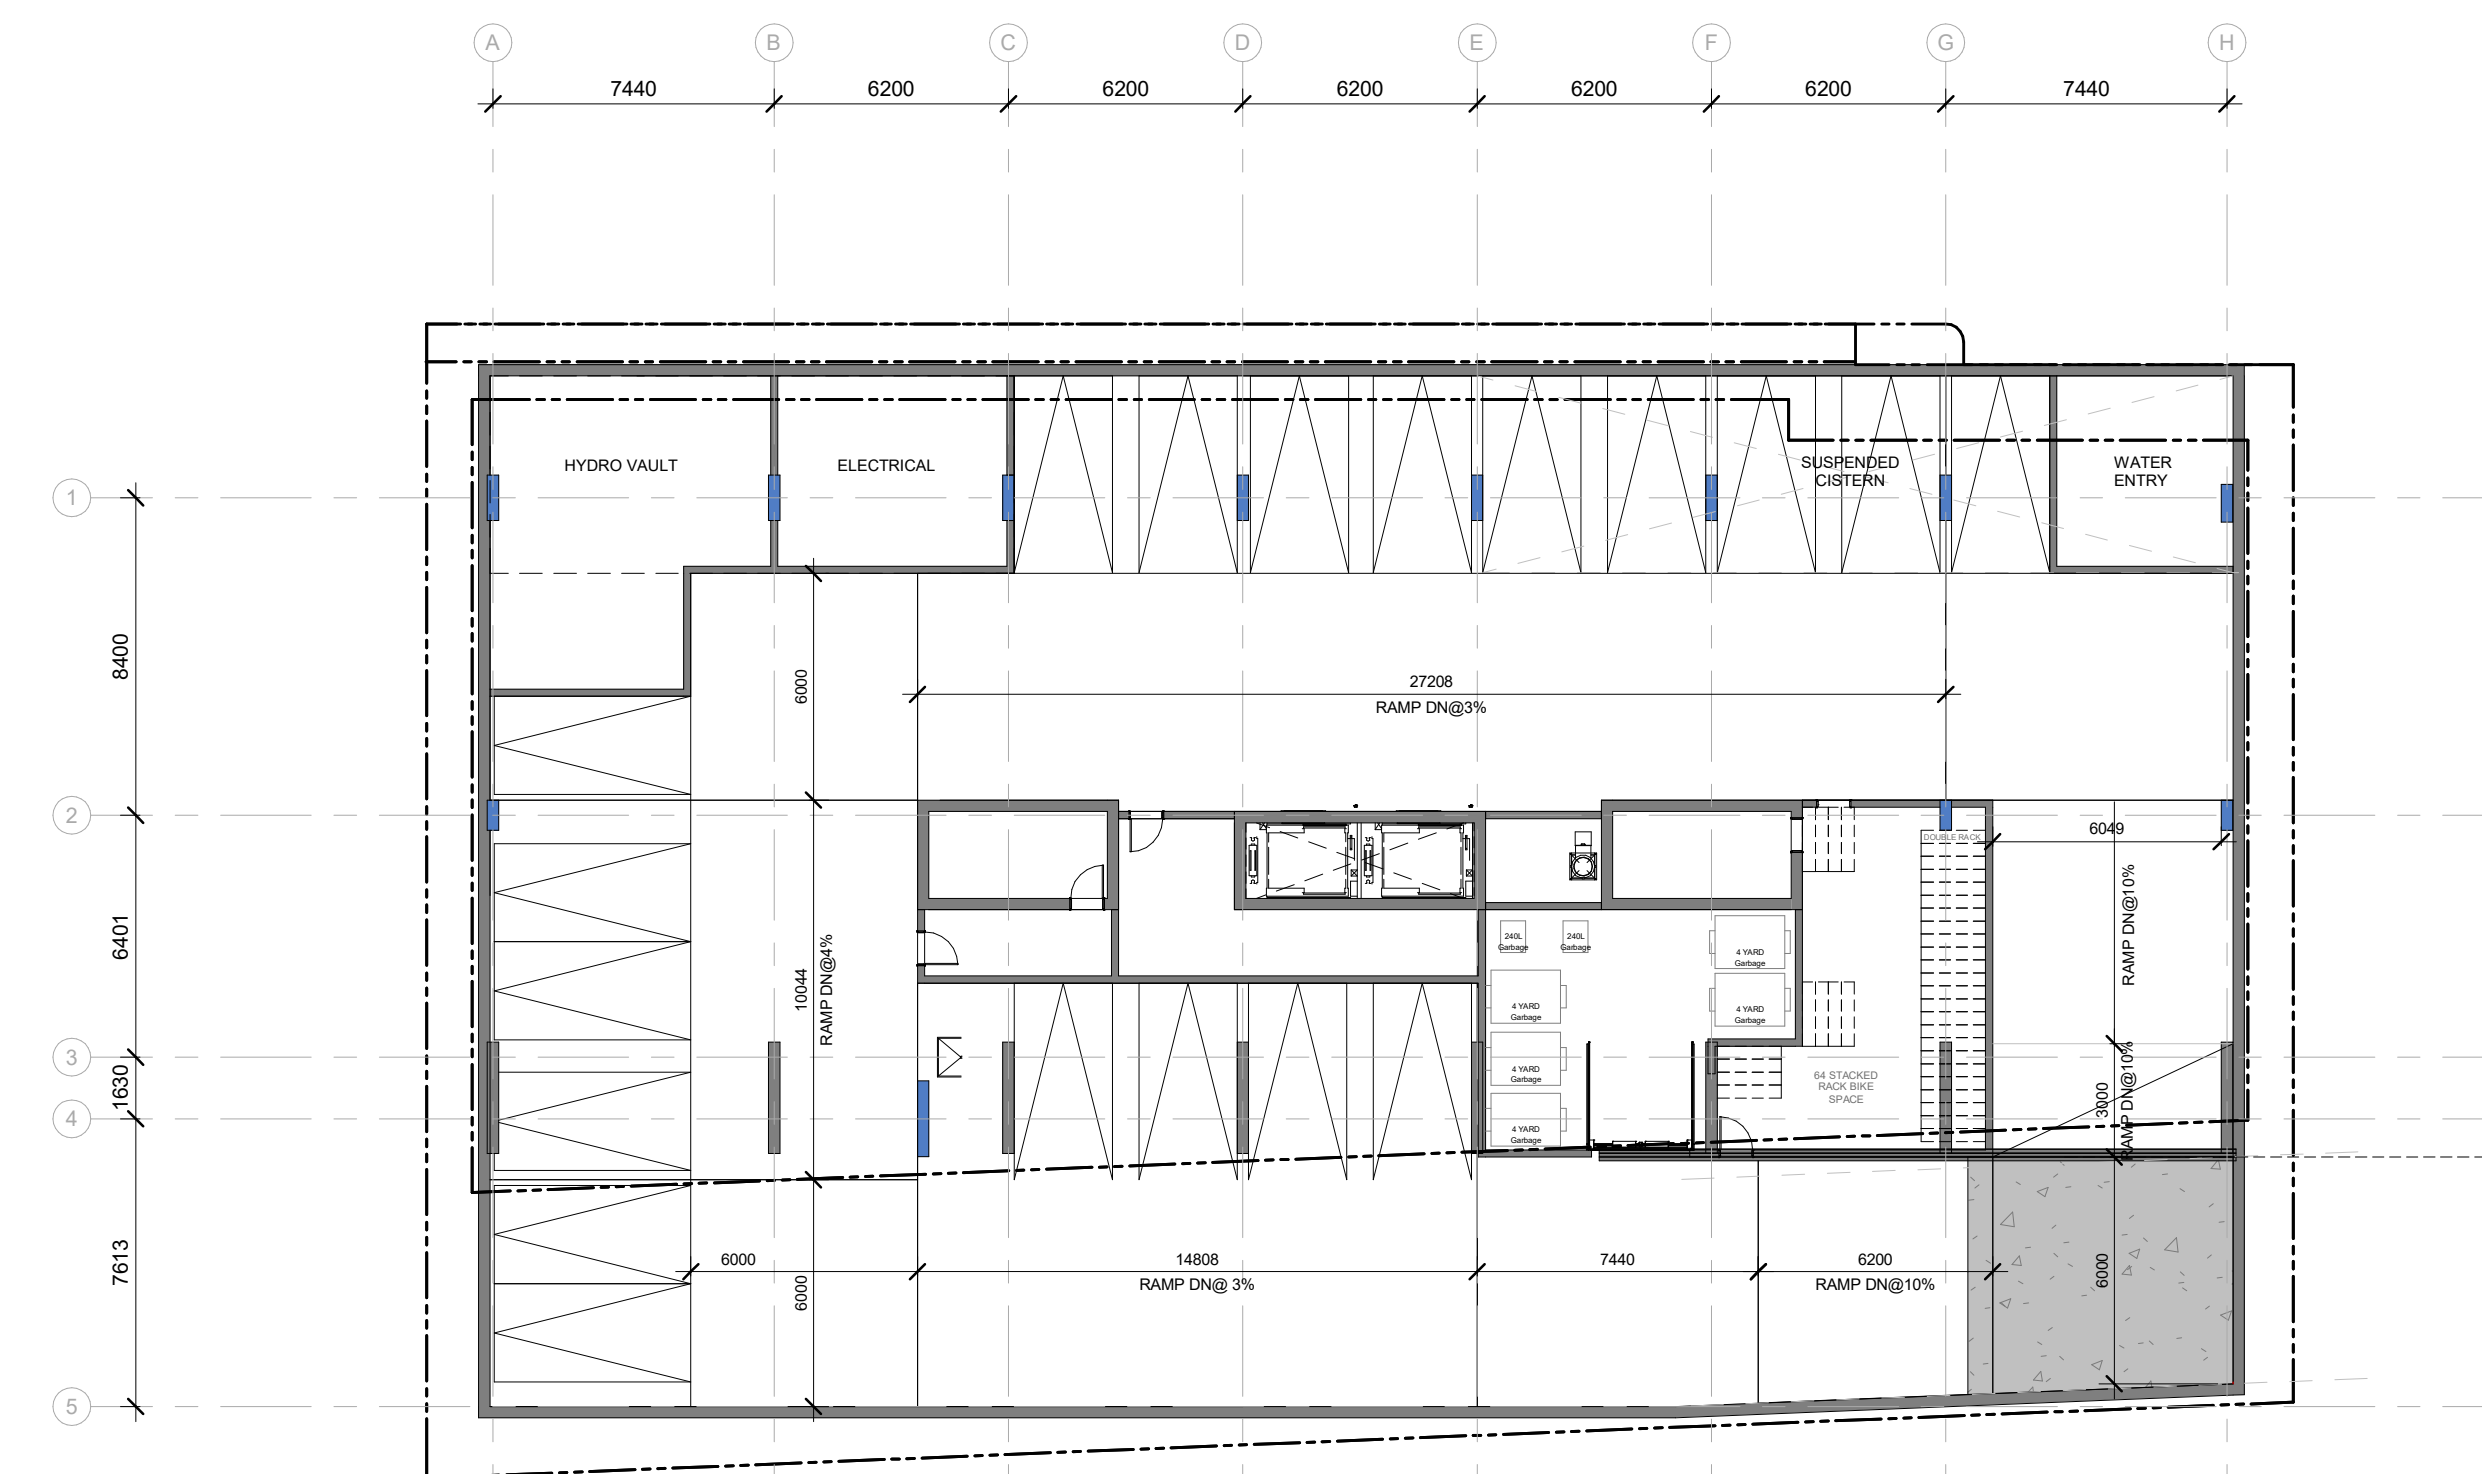 A B C D E F G H
7440 6200 6200 6200 6200 6200 7440
HYDRO VAULT
ELECTRICAL
SUSPENDED
CISTERN
WATER
ENTRY
1
8400
6000
27208
RAMP DN@3%
2
DOUBLE RACK
6049
6401
10044
RAMP DN@4%
RAMP DN@10%
240L
Garbage
240L
Garbage
4 YARD
Garbage
4 YARD
Garbage
4 YARD
Garbage
4 YARD
Garbage
4 YARD
Garbage
3
1630
4
64 STACKED
RACK BIKE
SPACE
3000
RAMP DN@10%
7613
6000
6000
14808
RAMP DN@ 3%
7440
6200
RAMP DN@10%
6000
5